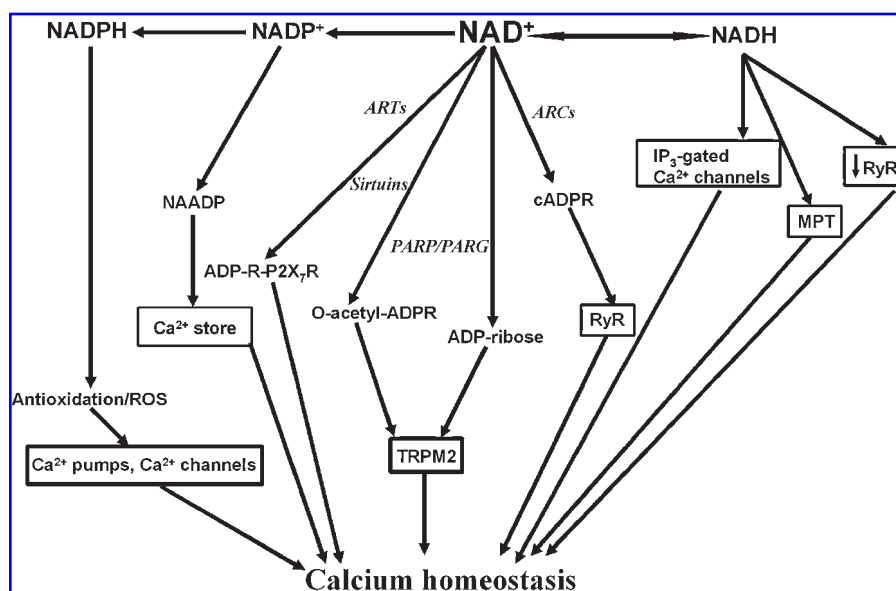 NADPH NADP⁺ NAD⁺ NADH
ARTs ARCs
IP₃-gated
Ca²⁺ channels
↓RyR
Sirtuins
NAADP cADPR
MPT
PARP/PARG
ADP-R-P2X₇R
O-acetyl-ADPR
Ca²⁺ store
RyR
ADP-ribose
Antioxidation/ROS
TRPM2
Ca²⁺ pumps, Ca²⁺ channels
Calcium homeostasis